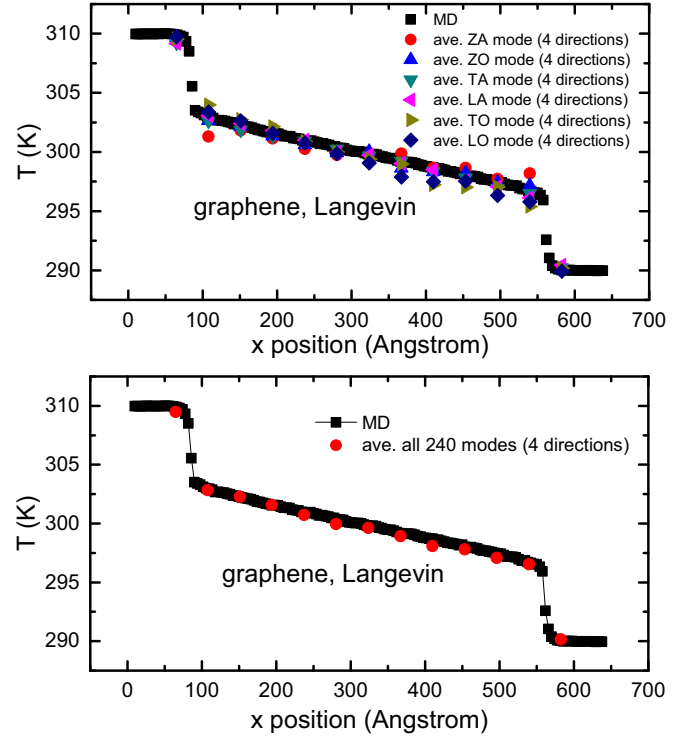 310
305
300
295
290
T (K)
MD
ave. ZA mode (4 directions)
ave. ZO mode (4 directions)
ave. TA mode (4 directions)
ave. LA mode (4 directions)
ave. TO mode (4 directions)
ave. LO mode (4 directions)
graphene, Langevin
0 100 200 300 400 500 600 700
x position (Angstrom)
310
305
300
295
290
T (K)
MD
ave. all 240 modes (4 directions)
graphene, Langevin
0 100 200 300 400 500 600 700
x position (Angstrom)